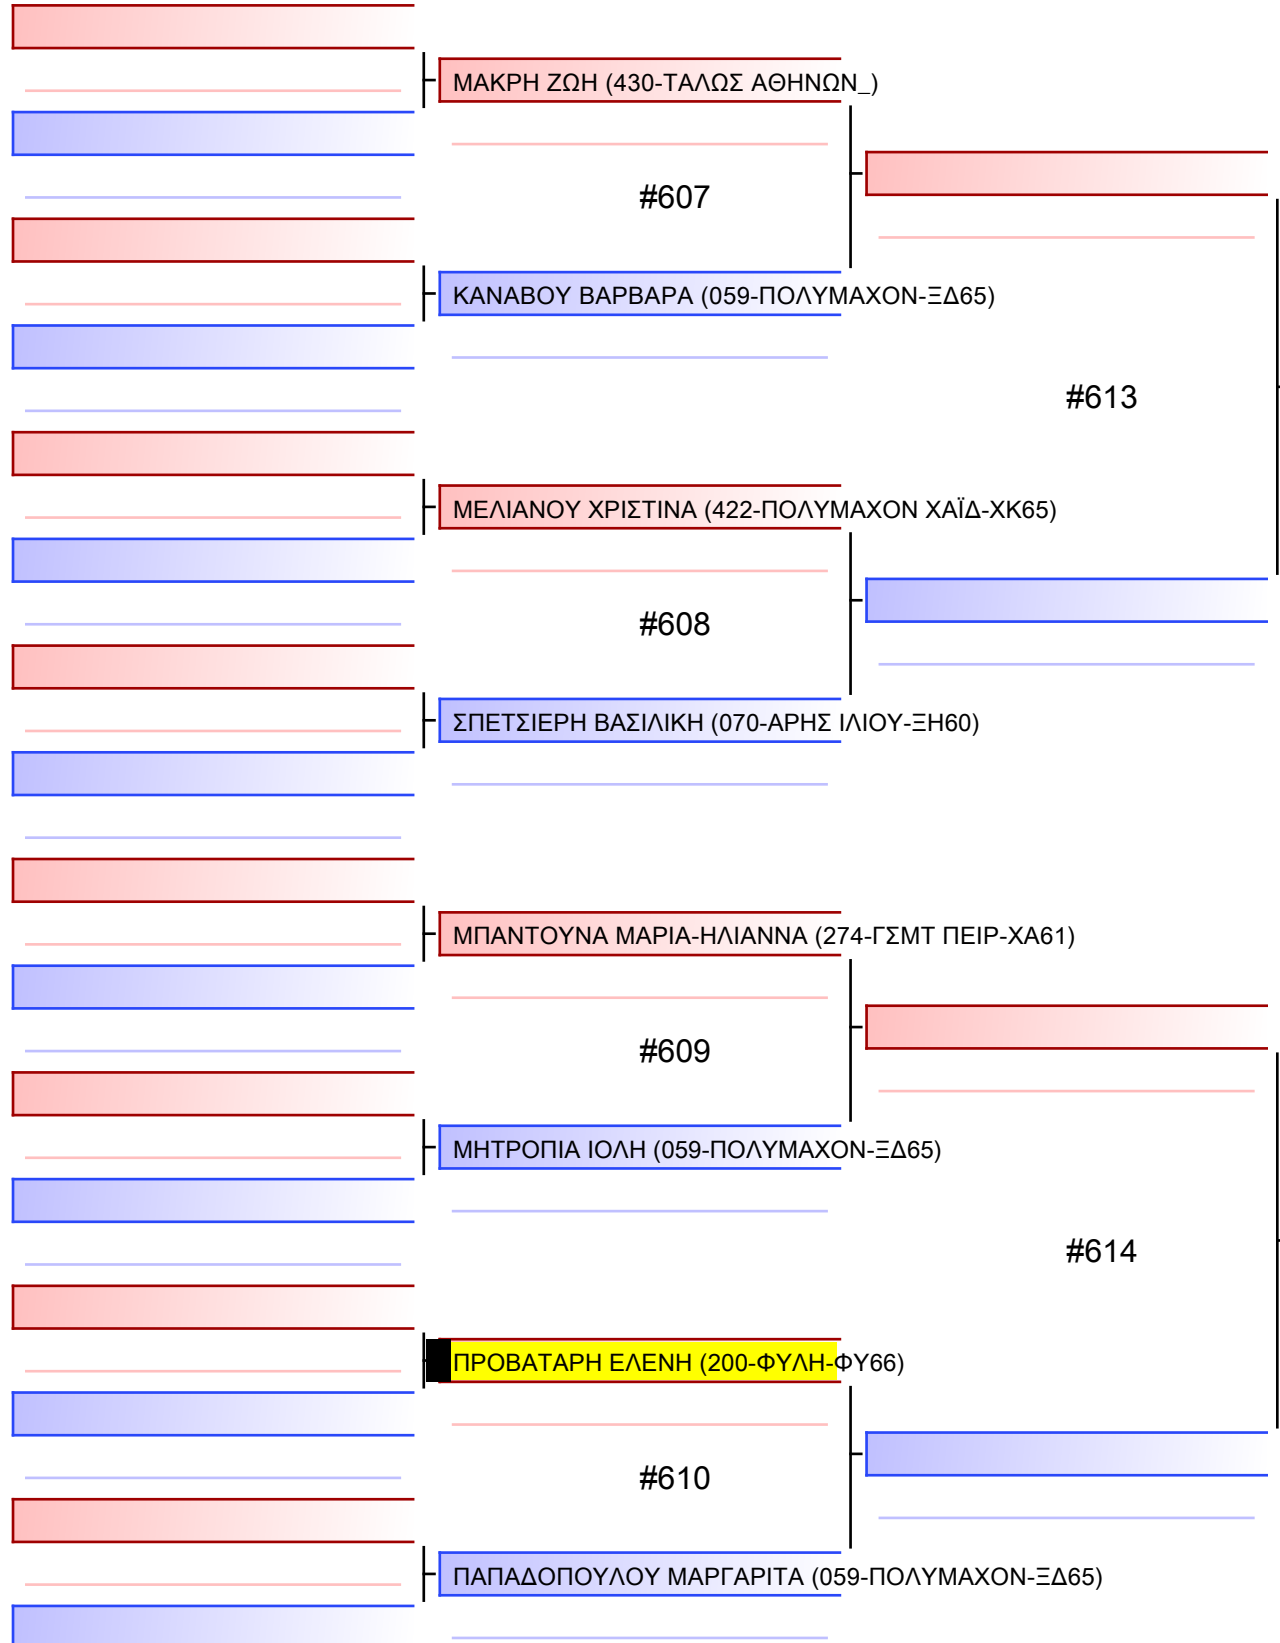 ΜΑΚΡΗ ΖΩΗ (430-ΤΑΛΩΣ ΑΘΗΝΩΝ_)
#607
ΚΑΝΑΒΟΥ ΒΑΡΒΑΡΑ (059-ΠΟΛΥΜΑΧΟΝ-ΞΔ65)
#613
ΜΕΛΙΑΝΟΥ ΧΡΙΣΤΙΝΑ (422-ΠΟΛΥΜΑΧΟΝ ΧΑΪΔ-ΧΚ65)
#608
ΣΠΕΤΣΙΕΡΗ ΒΑΣΙΛΙΚΗ (070-ΑΡΗΣ ΙΛΙΟΥ-ΞΗ60)
ΜΠΑΝΤΟΥΝΑ ΜΑΡΙΑ-ΗΛΙΑΝΝΑ (274-ΓΣΜΤ ΠΕΙΡ-ΧΑ61)
#609
ΜΗΤΡΟΠΙΑ ΙΟΛΗ (059-ΠΟΛΥΜΑΧΟΝ-ΞΔ65)
#614
ΠΡΟΒΑΤΑΡΗ ΕΛΕΝΗ (200-ΦΥΛΗ-ΦΥ66)
#610
ΠΑΠΑΔΟΠΟΥΛΟΥ ΜΑΡΓΑΡΙΤΑ (059-ΠΟΛΥΜΑΧΟΝ-ΞΔ65)